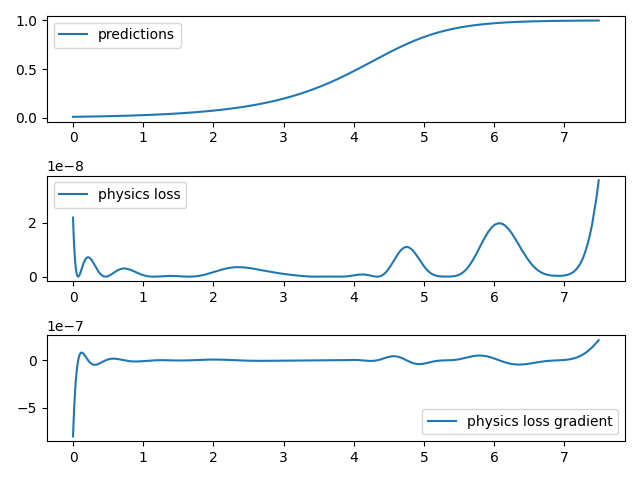 predictions
1.0
0.5
0.0
0 1 2 3 4 5 6 7
1e−8
physics loss
2
0
0 1 2 3 4 5 6 7
1e−7
0
−5
physics loss gradient
0 1 2 3 4 5 6 7